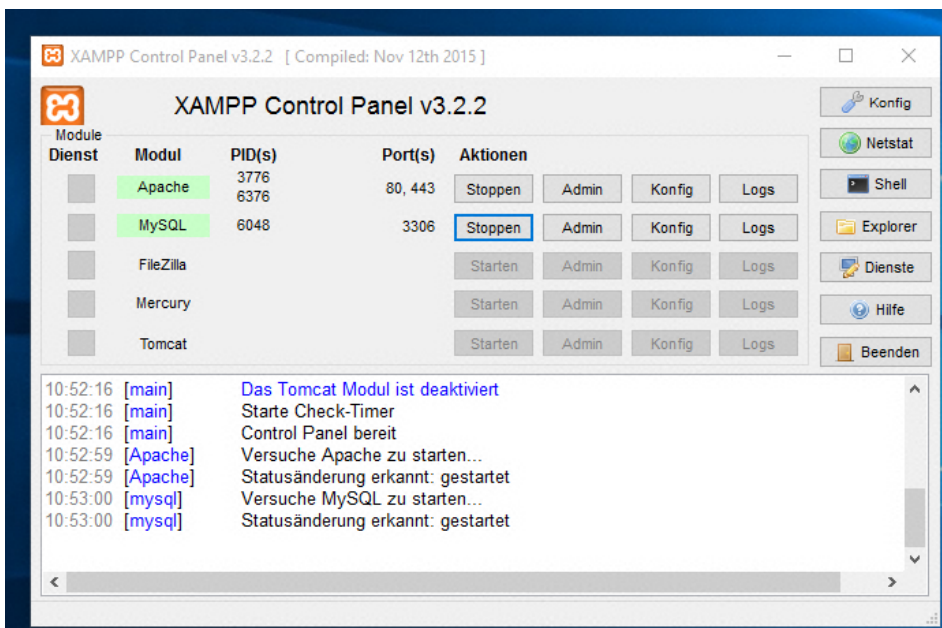 XAMPP Control Panel v3.2.2 [ Compiled: Nov 12th 2015 ]
XAMPP Control Panel v3.2.2
Konfig
Netstat
Shell
Explorer
Dienste
Hilfe
Beenden
Module
Dienst Modul PID(s) Port(s) Aktionen
Apache 3776 6376 80, 443 Stoppen Admin Konfig Logs
MySQL 6048 3306 Stoppen Admin Konfig Logs
FileZilla Starten Admin Konfig Logs
Mercury Starten Admin Konfig Logs
Tomcat Starten Admin Konfig Logs
10:52:16 [main] Das Tomcat Modul ist deaktiviert
10:52:16 [main] Starte Check-Timer
10:52:16 [main] Control Panel bereit
10:52:59 [Apache] Versuche Apache zu starten...
10:52:59 [Apache] Statusänderung erkannt: gestartet
10:53:00 [mysql] Versuche MySQL zu starten...
10:53:00 [mysql] Statusänderung erkannt: gestartet